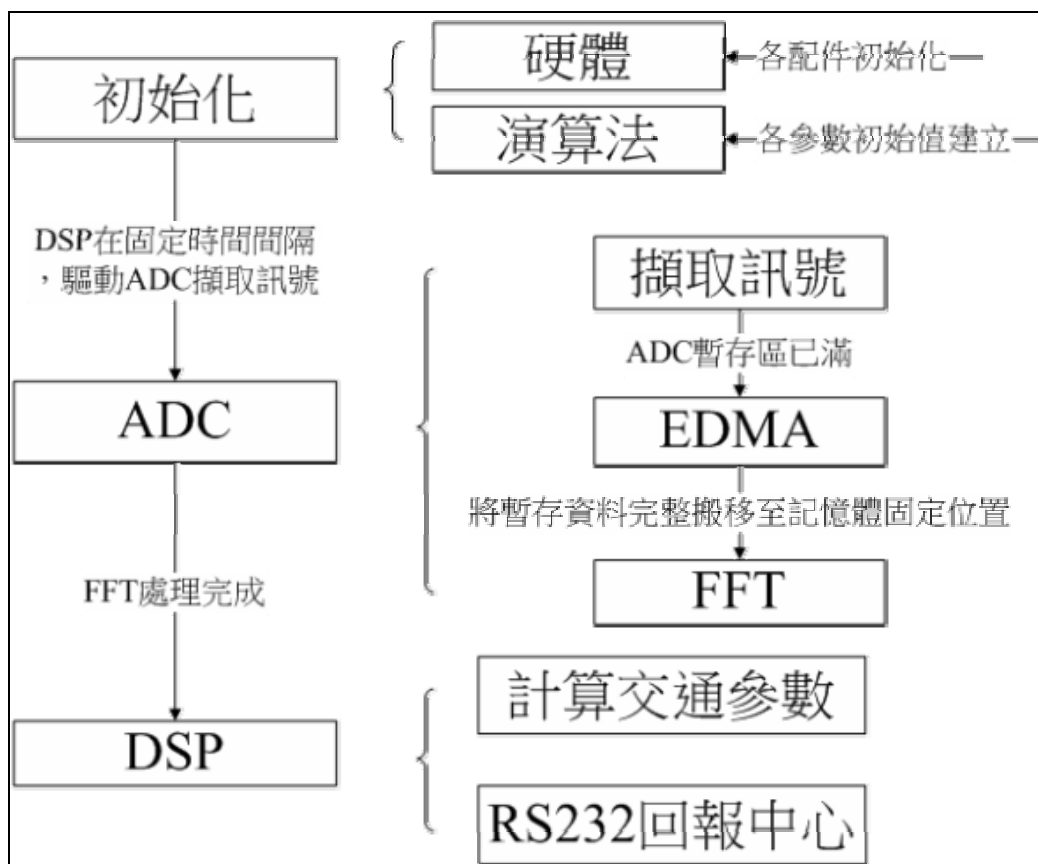 初始化
硬體
各配件初始化
演算法
各參數初始值建立
DSP在固定時間間隔
，驅動ADC擷取訊號
擷取訊號
ADC暫存區已滿
ADC
EDMA
將暫存資料完整搬移至記憶體固定位置
FFT
FFT處理完成
計算交通參數
DSP
RS232回報中心